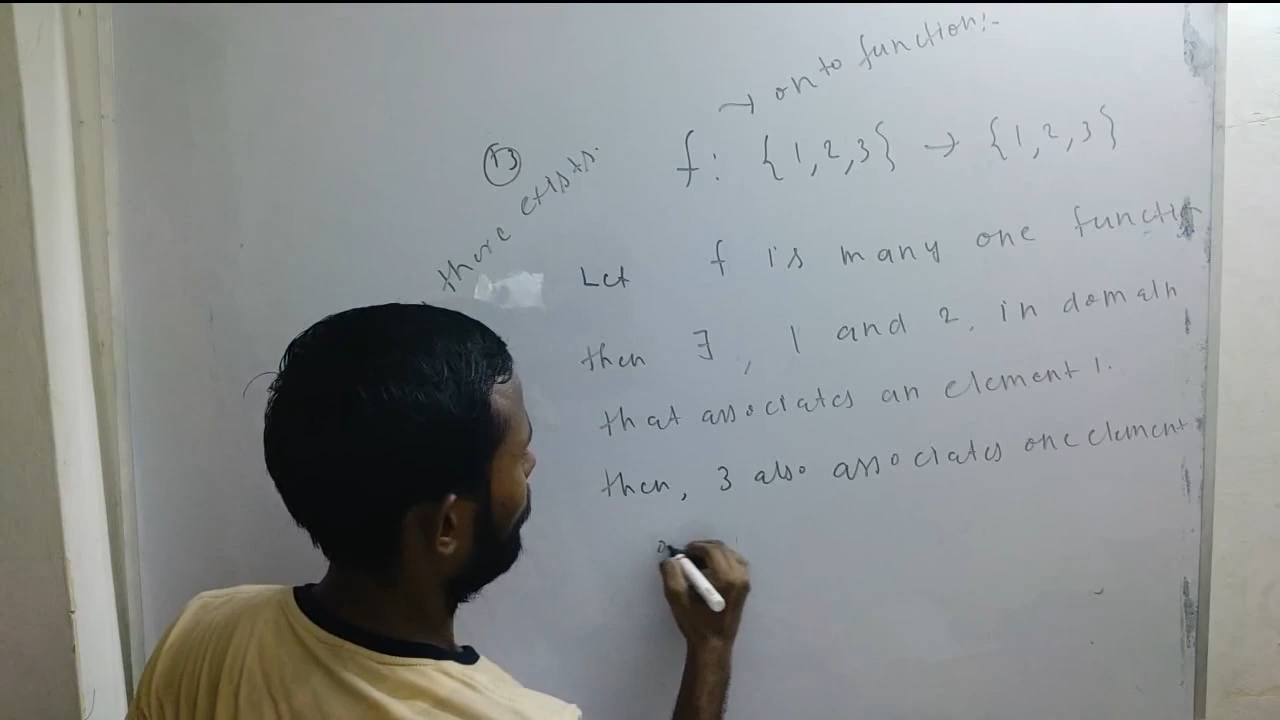 → onto function:-
13
f: {1,2,3} → {1,2,3}
there exists.
Let f is many one function
then ∃, 1 and 2, in domain
that associates an element 1.
then, 3 also associates one element